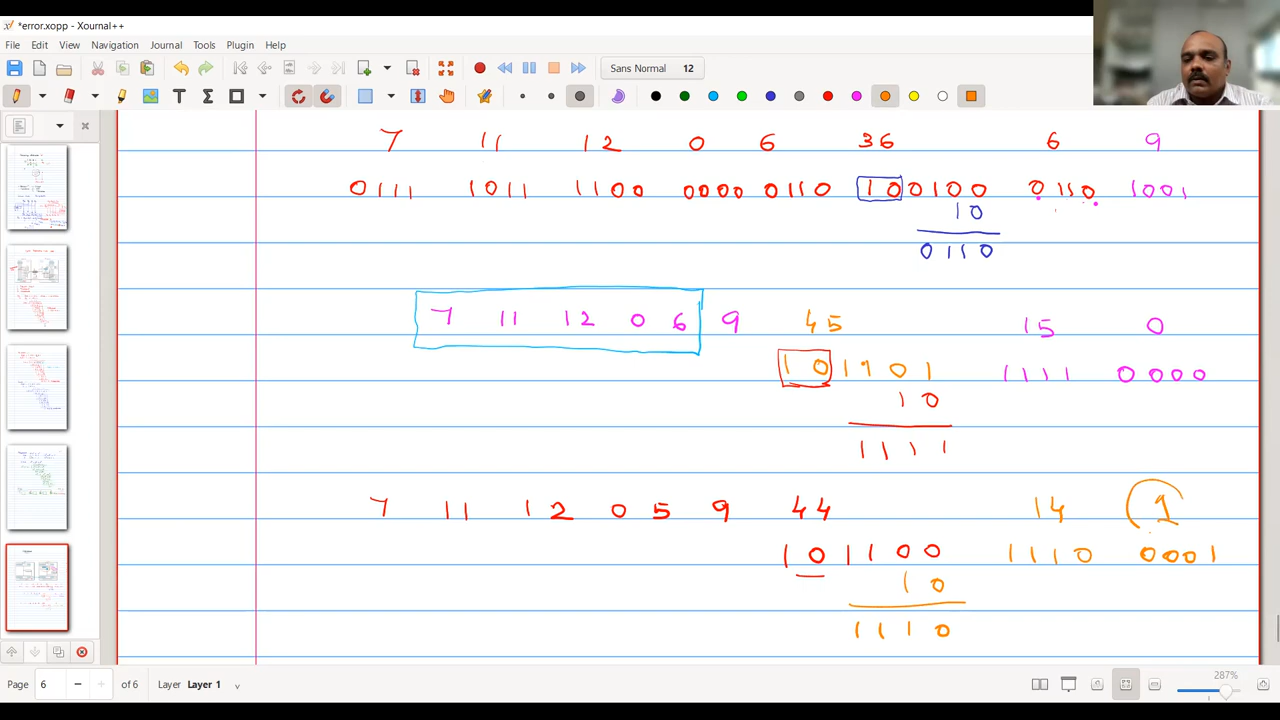 *error.xopp - Xournal++
File Edit View Navigation Journal Tools Plugin Help
Sans Normal 12
7 11 12 0 6 36 6 9
0111 1011 1100 0000 0110 100100 0110 1001
10
0110
7 11 12 0 6 9 45 15 0
101101 1111 0000
10
1111
7 11 12 0 5 9 44 14 1
101100 1110 0001
10
1110
287%
Page 6 of 6 Layer Layer 1